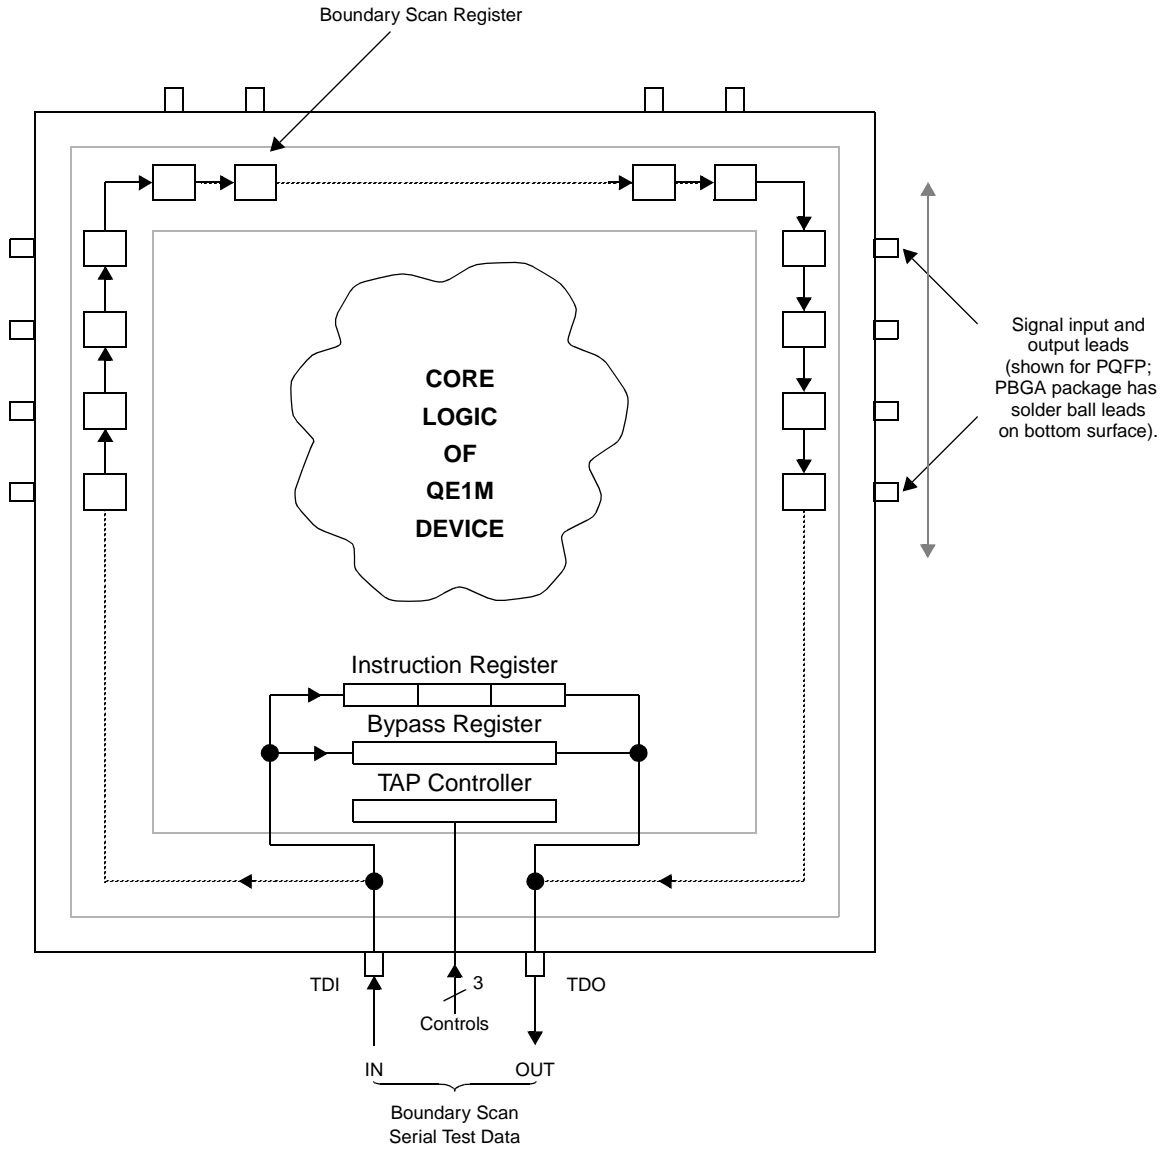 Boundary Scan Register
Signal input and
output leads
(shown for PQFP;
PBGA package has
solder ball leads
on bottom surface).
CORE
LOGIC
OF
QE1M
DEVICE
Instruction Register
Bypass Register
TAP Controller
TDI
3
TDO
Controls
IN
OUT
Boundary Scan
Serial Test Data